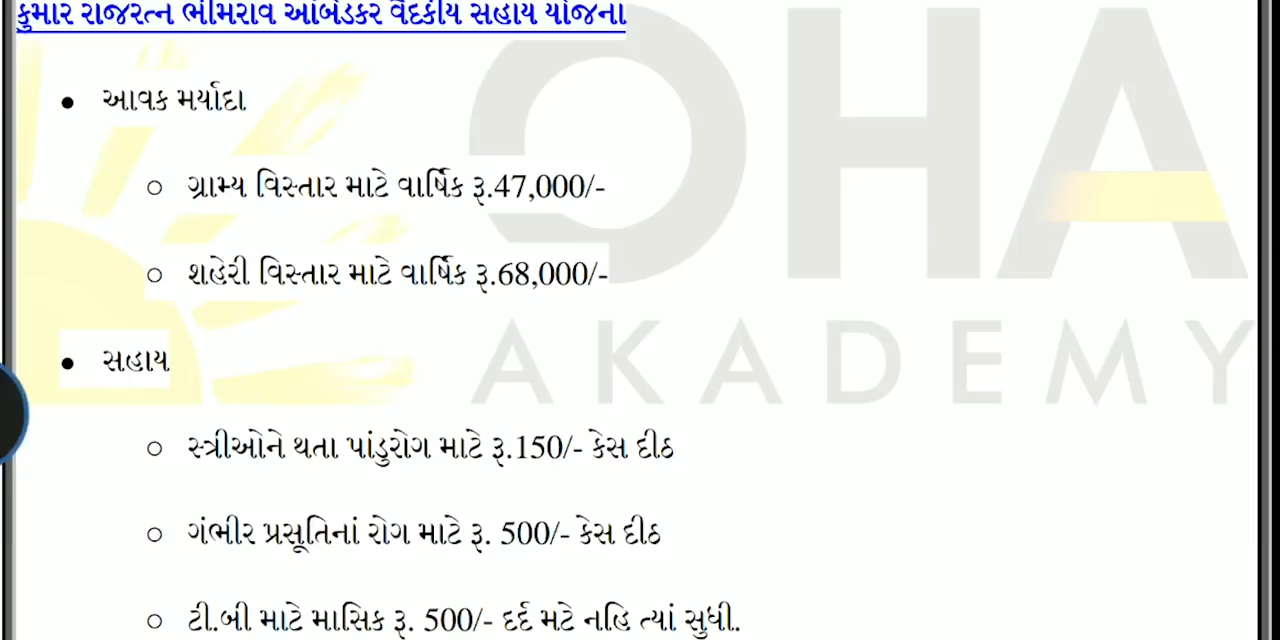 કુમાર રાજરત્ન ભીમરાવ આંબેડકર વૈદકીય સહાય યોજના
આવક મર્યાદા
ગ્રામ્ય વિસ્તાર માટે વાર્ષિક રૂ.47,000/-
શહેરી વિસ્તાર માટે વાર્ષિક રૂ.68,000/-
સહાય
સ્ત્રીઓને થતા પાંડુરોગ માટે રૂ.150/- કેસ દીઠ
ગંભીર પ્રસૂતિનાં રોગ માટે રૂ. 500/- કેસ દીઠ
ટી.બી માટે માસિક રૂ. 500/- દર્દ મટે નહિ ત્યાં સુધી.
OHA
AKADEMY